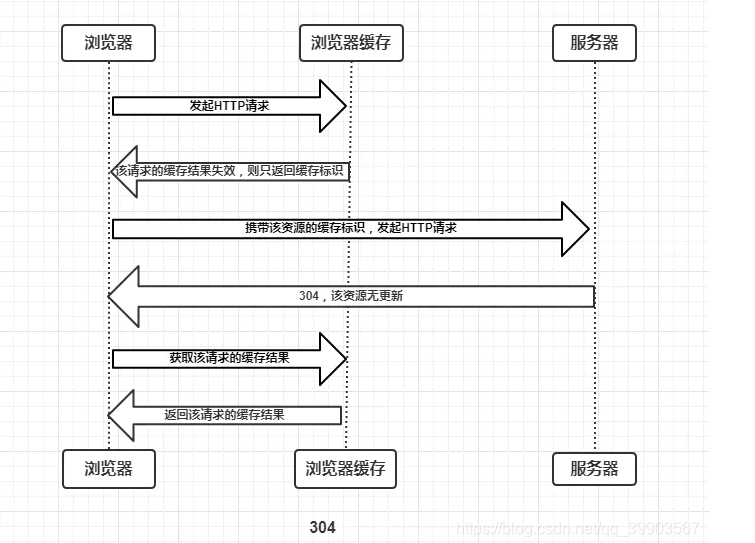 浏览器
浏览器缓存
服务器
发起HTTP请求
该请求的缓存结果失效，则只返回缓存标识
携带该资源的缓存标识，发起HTTP请求
304，该资源无更新
获取该请求的缓存结果
返回该请求的缓存结果
浏览器
浏览器缓存
服务器
304
https://blog.csdn.net/qq_39903567